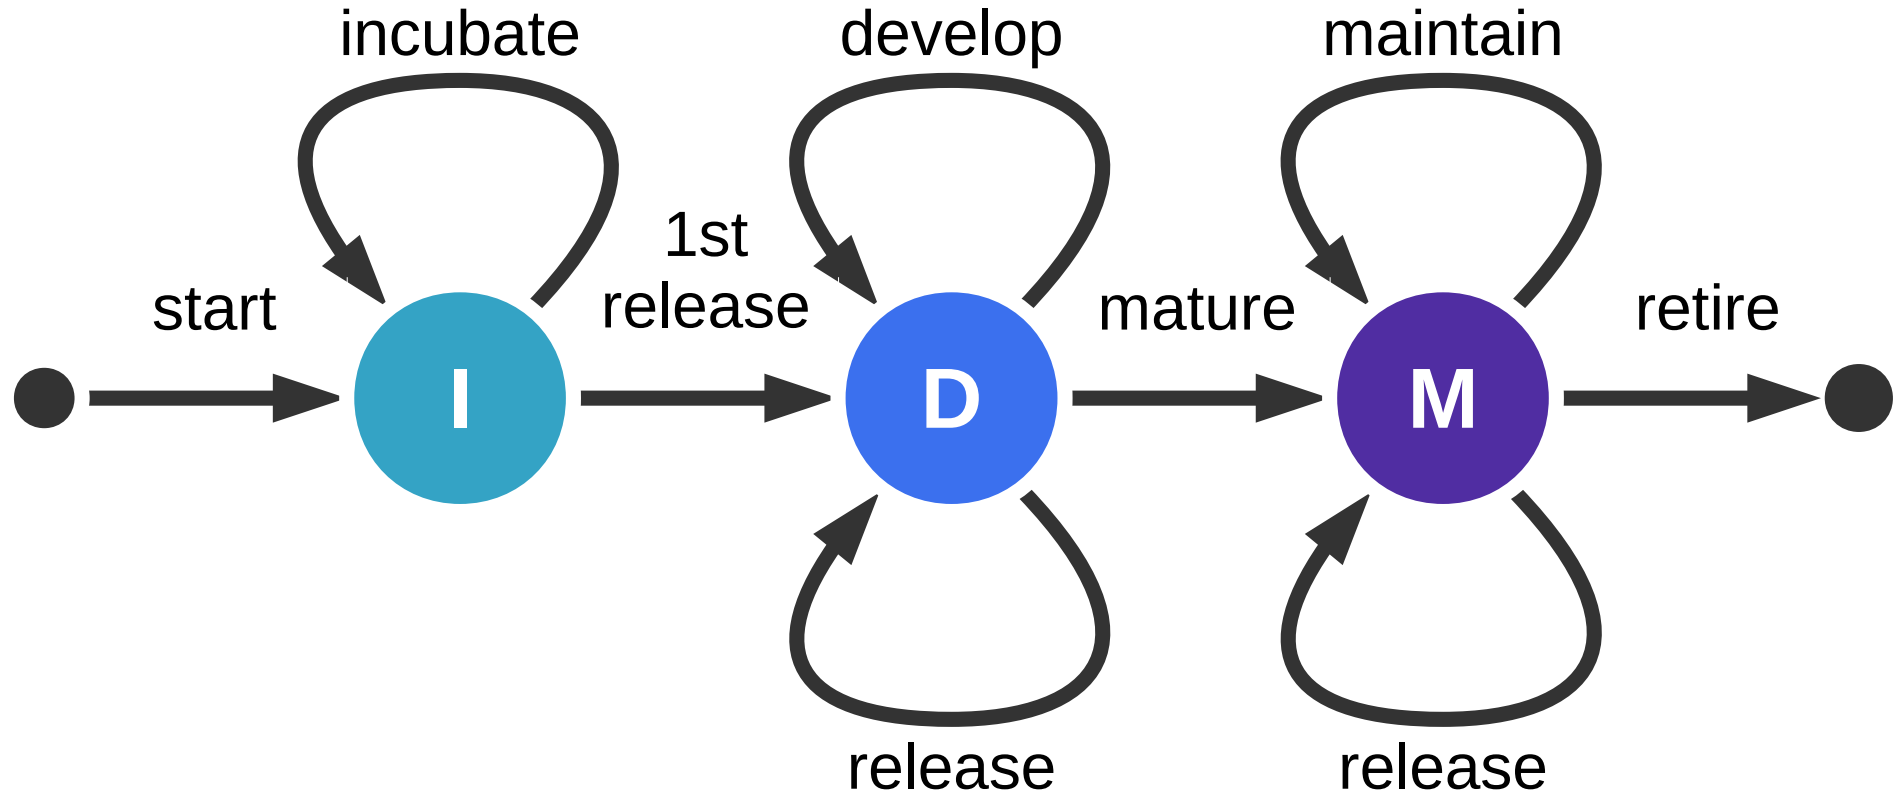 incubate
develop
maintain
1st
release
start
mature
retire
I
D
M
release
release